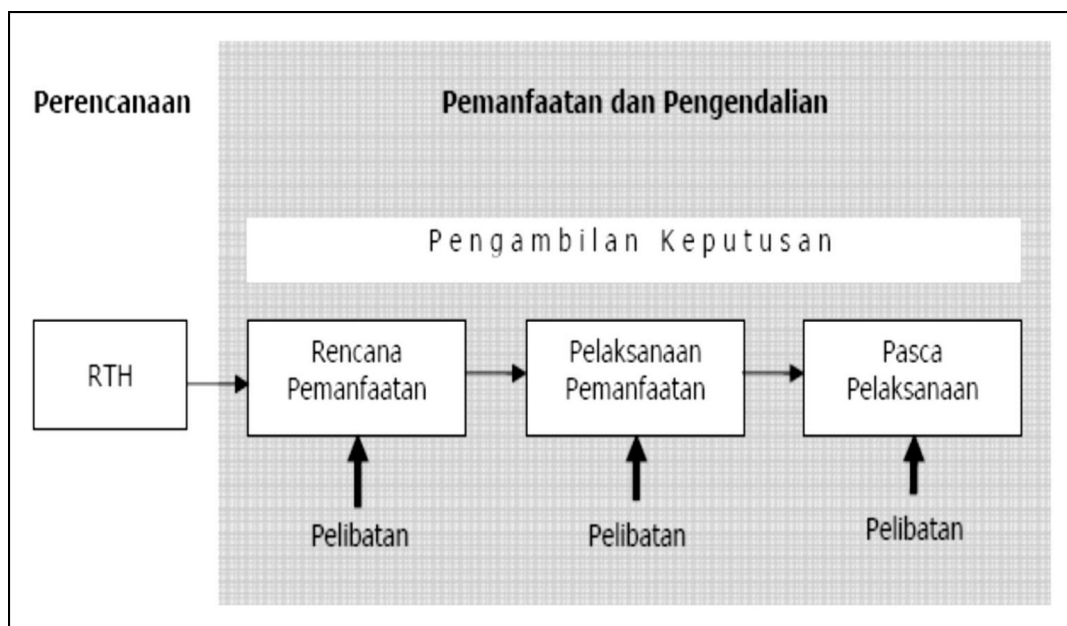 Perencanaan
Pemanfaatan dan Pengendalian
Pengambilan Keputusan
RTH
Rencana
Pemanfaatan
Pelaksanaan
Pemanfaatan
Pasca
Pelaksanaan
Pelibatan
Pelibatan
Pelibatan